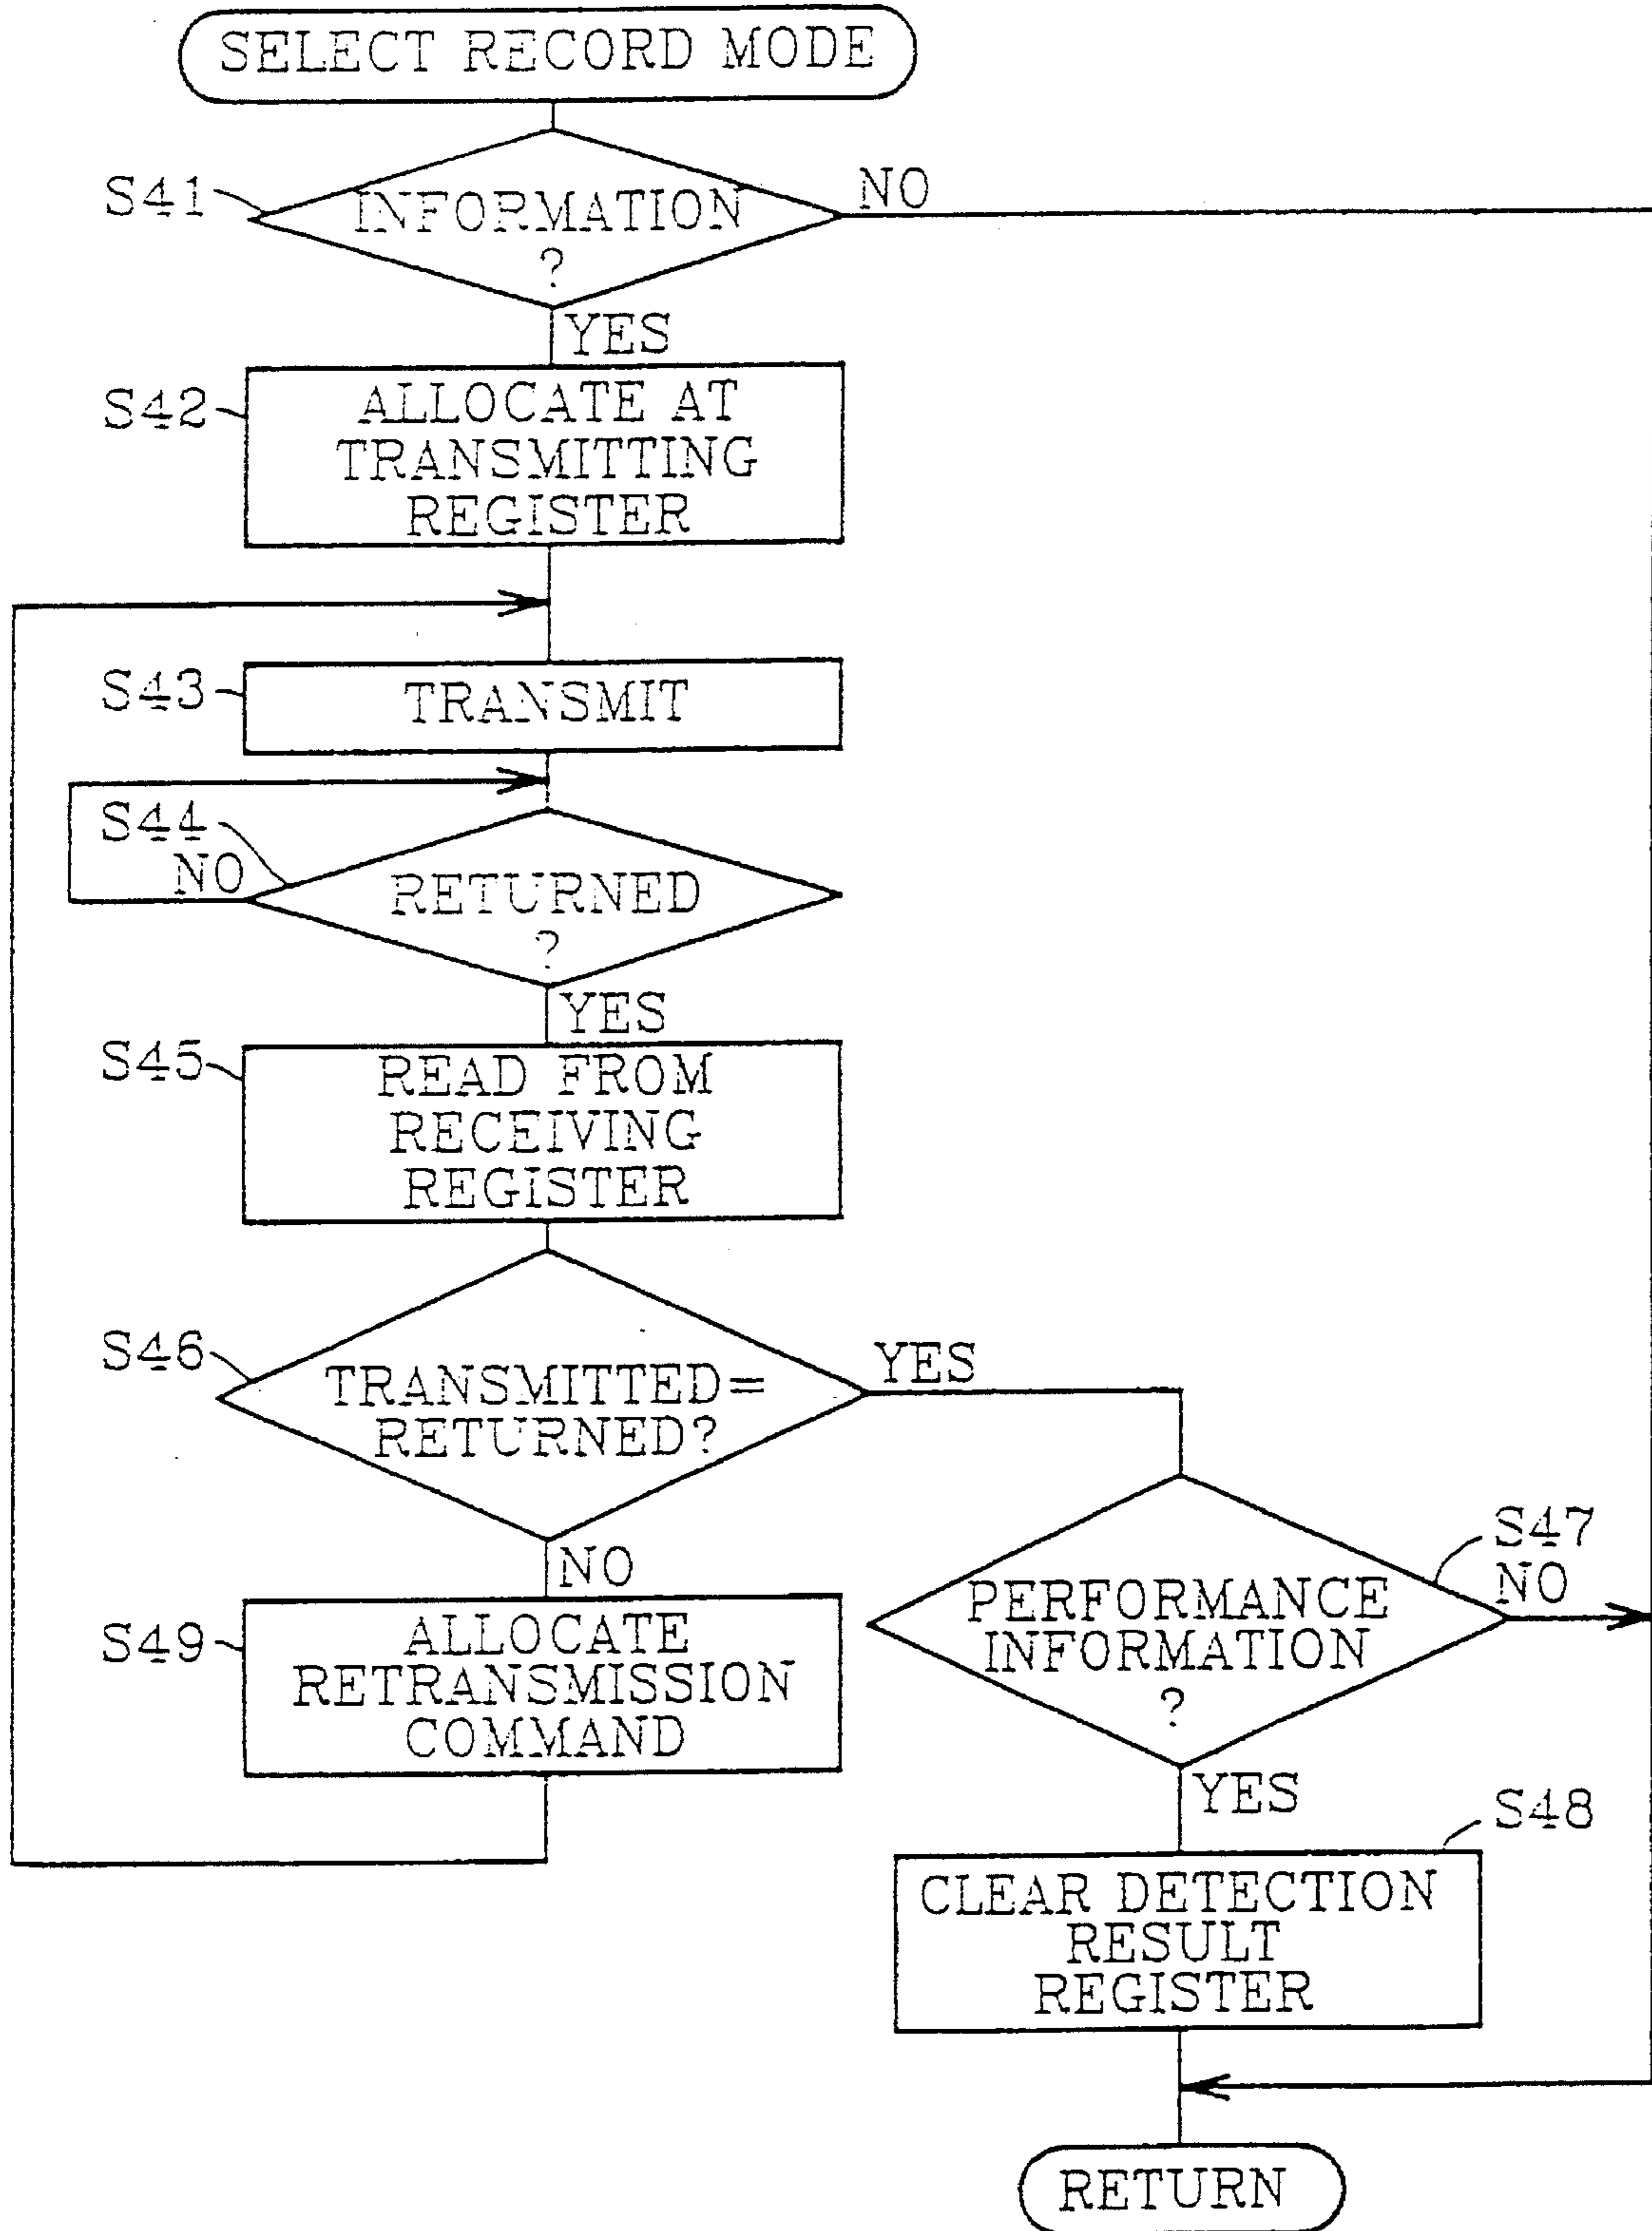 SELECT RECORD MODE
S41
INFORMATION
?
NO
YES
S42
ALLOCATE AT
TRANSMITTING
REGISTER
S43
TRANSMIT
S44
NO
RETURNED
?
YES
S45
READ FROM
RECEIVING
REGISTER
S46
TRANSMITTED=
RETURNED?
YES
NO
S47
NO
PERFORMANCE
INFORMATION
?
S49
ALLOCATE
RETRANSMISSION
COMMAND
YES
S48
CLEAR DETECTION
RESULT
REGISTER
RETURN